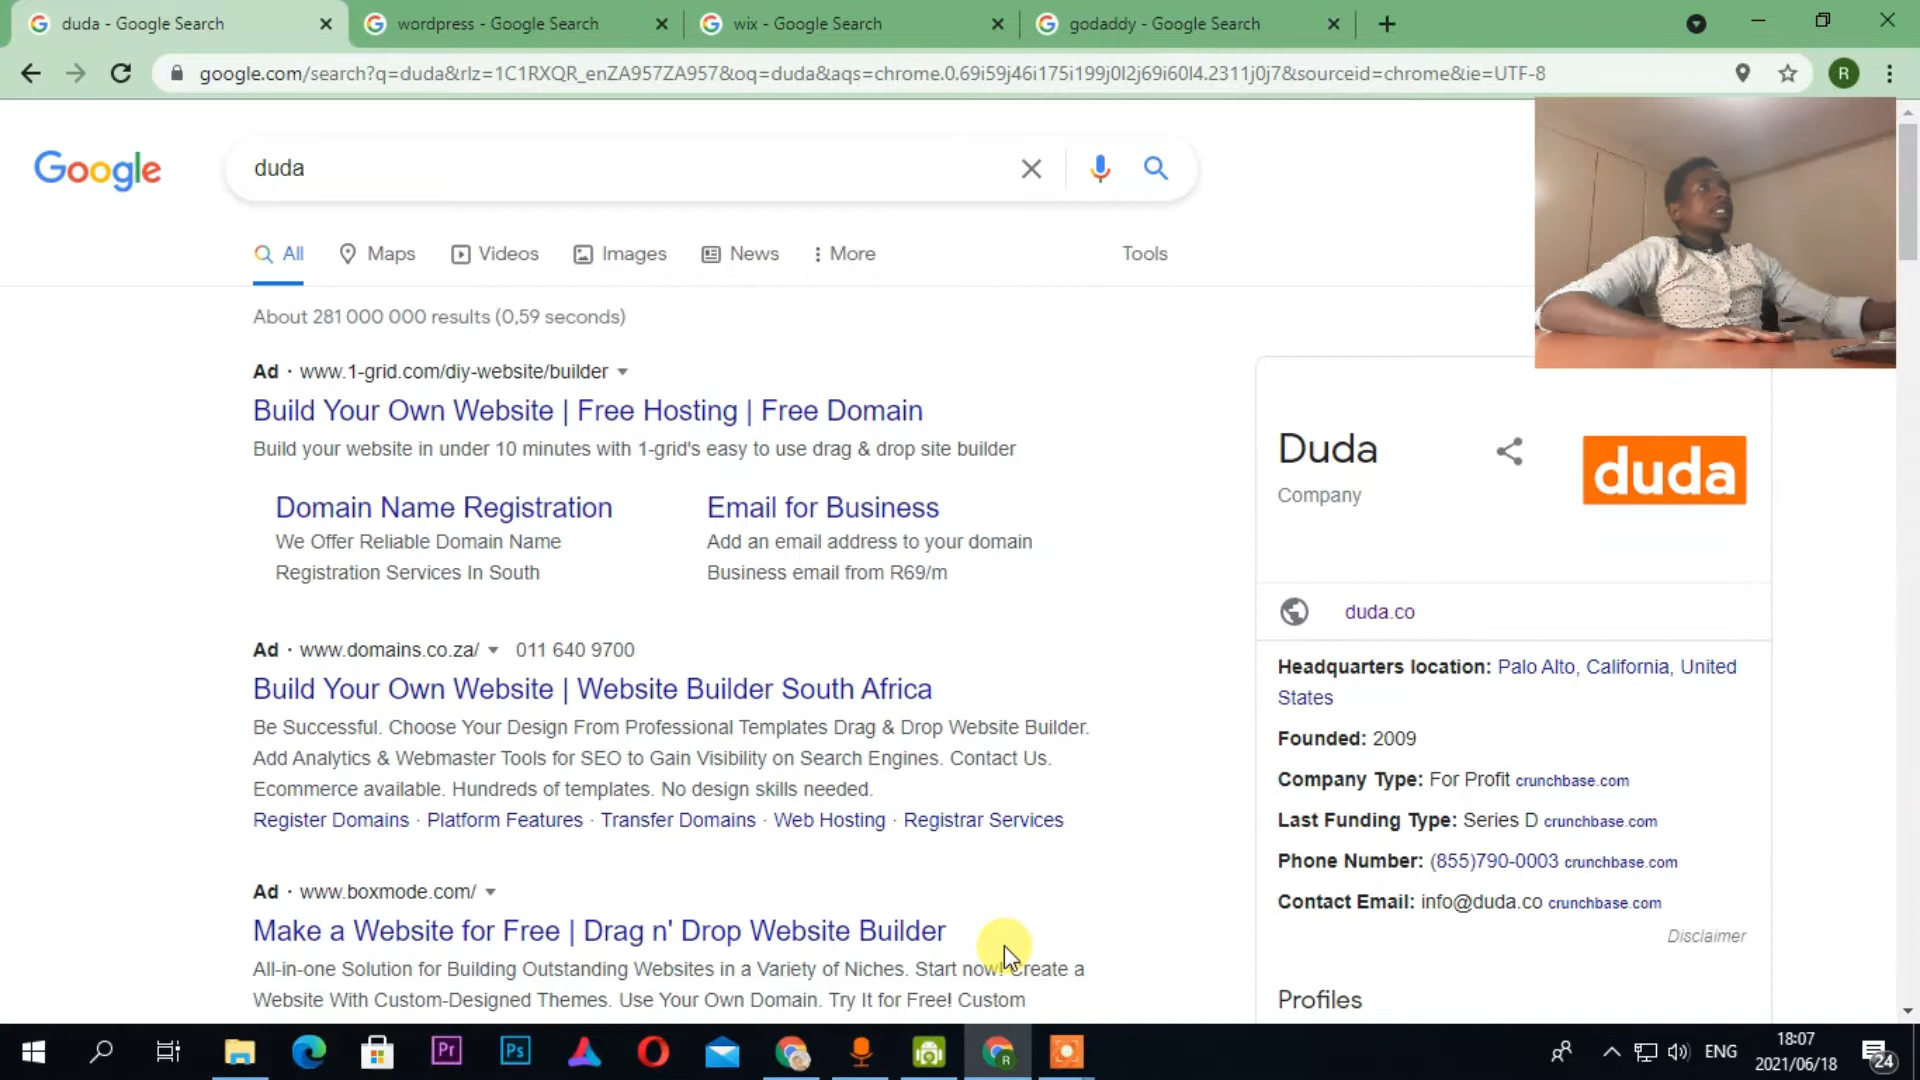 duda - Google Search
wordpress - Google Search
wix - Google Search
godaddy - Google Search
google.com/search?q=duda&rlz=1C1RXQR_enZA957ZA957&oq=duda&aqs=chrome.0.69i59j46i175i199j0l2j69i60l4.2311j0j7&sourceid=chrome&ie=UTF-8
R
Google
duda
All
Maps
Videos
Images
News
More
Tools
About 281 000 000 results (0,59 seconds)
Ad · www.1-grid.com/diy-website/builder
Build Your Own Website | Free Hosting | Free Domain
Build your website in under 10 minutes with 1-grid's easy to use drag & drop site builder
Domain Name Registration
We Offer Reliable Domain Name
Registration Services In South
Email for Business
Add an email address to your domain
Business email from R69/m
Ad · www.domains.co.za/ 011 640 9700
Build Your Own Website | Website Builder South Africa
Be Successful. Choose Your Design From Professional Templates Drag & Drop Website Builder.
Add Analytics & Webmaster Tools for SEO to Gain Visibility on Search Engines. Contact Us.
Ecommerce available. Hundreds of templates. No design skills needed.
Register Domains · Platform Features · Transfer Domains · Web Hosting · Registrar Services
Ad · www.boxmode.com/
Make a Website for Free | Drag n' Drop Website Builder
All-in-one Solution for Building Outstanding Websites in a Variety of Niches. Start now! Create a
Website With Custom-Designed Themes. Use Your Own Domain. Try It for Free! Custom
Duda
Company
duda
duda.co
Headquarters location: Palo Alto, California, United
States
Founded: 2009
Company Type: For Profit crunchbase.com
Last Funding Type: Series D crunchbase.com
Phone Number: (855)790-0003 crunchbase.com
Contact Email: info@duda.co crunchbase.com
Disclaimer
Profiles
Pr
Ps
R
ENG
18:07
2021/06/18
24